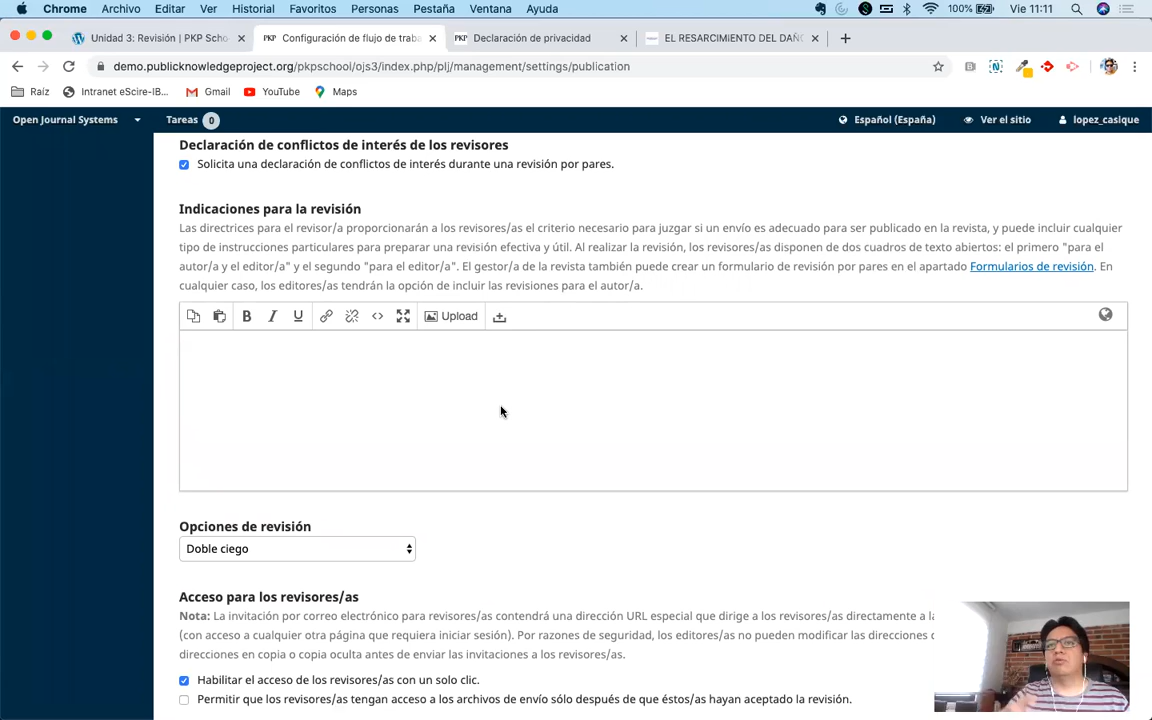 Chrome Archivo Editar Ver Historial Favoritos Personas Pestaña Ventana Ayuda 100% Vie 11:11
Unidad 3: Revisión | PKP Scho Configuración de flujo de traba Declaración de privacidad EL RESARCIMIENTO DEL DAÑO
demo.publicknowledgeproject.org/pkpschool/ojs3/index.php/plj/management/settings/publication
Raíz Intranet eScire-IB... Gmail YouTube Maps
Open Journal Systems Tareas 0 Español (España) Ver el sitio lopez_casique
Declaración de conflictos de interés de los revisores
Solicita una declaración de conflictos de interés durante una revisión por pares.
Indicaciones para la revisión
Las directrices para el revisor/a proporcionarán a los revisores/as el criterio necesario para juzgar si un envío es adecuado para ser publicado en la revista, y puede incluir cualquier
tipo de instrucciones particulares para preparar una revisión efectiva y útil. Al realizar la revisión, los revisores/as disponen de dos cuadros de texto abiertos: el primero "para el
autor/a y el editor/a" y el segundo "para el editor/a". El gestor/a de la revista también puede crear un formulario de revisión por pares en el apartado Formularios de revisión. En
cualquier caso, los editores/as tendrán la opción de incluir las revisiones para el autor/a.
B I U Upload
Opciones de revisión
Doble ciego
Acceso para los revisores/as
Nota: La invitación por correo electrónico para revisores/as contendrá una dirección URL especial que dirige a los revisores/as directamente a la
(con acceso a cualquier otra página que requiera iniciar sesión). Por razones de seguridad, los editores/as no pueden modificar las direcciones
direcciones en copia o copia oculta antes de enviar las invitaciones a los revisores/as.
Habilitar el acceso de los revisores/as con un solo clic.
Permitir que los revisores/as tengan acceso a los archivos de envío sólo después de que éstos/as hayan aceptado la revisión.